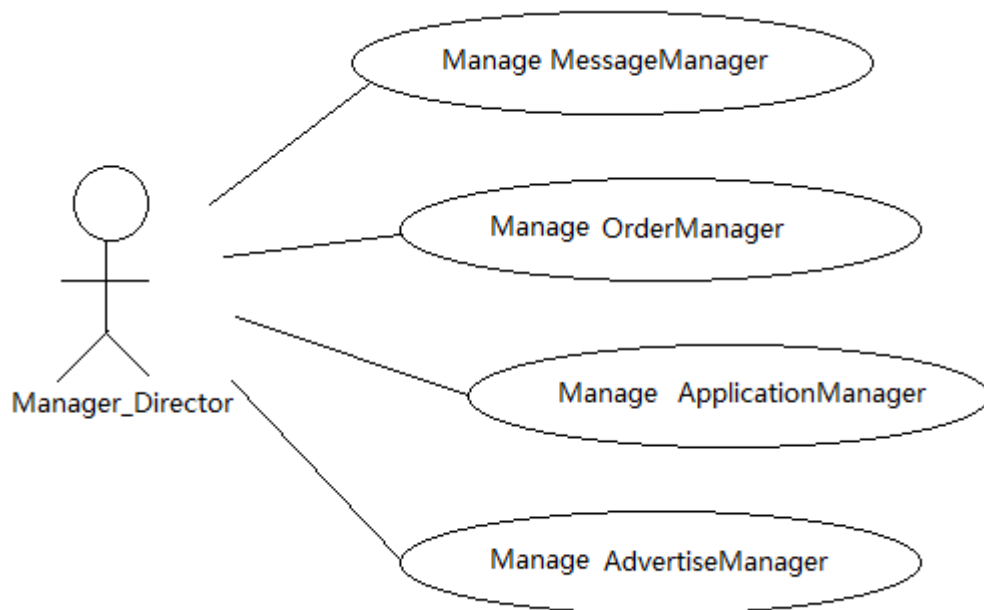 Manage MessageManager
Manage OrderManager
Manage ApplicationManager
Manager_Director
Manage AdvertiseManager